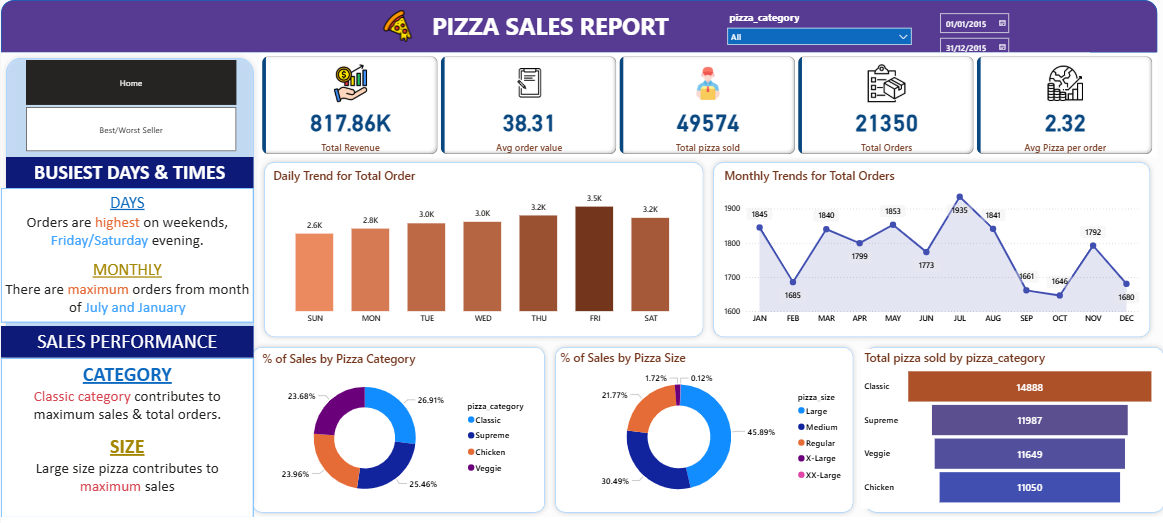 PIZZA SALES REPORT
pizza_category
All
01/01/2015
31/12/2015
Home
Best/Worst Seller
817.86K
Total Revenue
38.31
Avg order value
49574
Total pizza sold
21350
Total Orders
2.32
Avg Pizza per order
BUSIEST DAYS & TIMES
DAYS
Orders are highest on weekends,
Friday/Saturday evening.
MONTHLY
There are maximum orders from month
of July and January
SALES PERFORMANCE
CATEGORY
Classic category contributes to
maximum sales & total orders.
SIZE
Large size pizza contributes to
maximum sales
Daily Trend for Total Order
2.6K 2.8K 3.0K 3.0K 3.2K 3.5K 3.2K
SUN MON TUE WED THU FRI SAT
Monthly Trends for Total Orders
1900
1800
1700
1600
1845 1685 1840 1799 1853 1773 1935 1841 1661 1646 1792 1680
JAN FEB MAR APR MAY JUN JUL AUG SEP OCT NOV DEC
% of Sales by Pizza Category
23.68%
26.91%
23.96%
25.46%
pizza_category
Classic
Supreme
Chicken
Veggie
% of Sales by Pizza Size
1.72% 0.12%
21.77%
45.89%
30.49%
pizza_size
Large
Medium
Regular
X-Large
XX-Large
Total pizza sold by pizza_category
Classic 14888
Supreme 11987
Veggie 11649
Chicken 11050